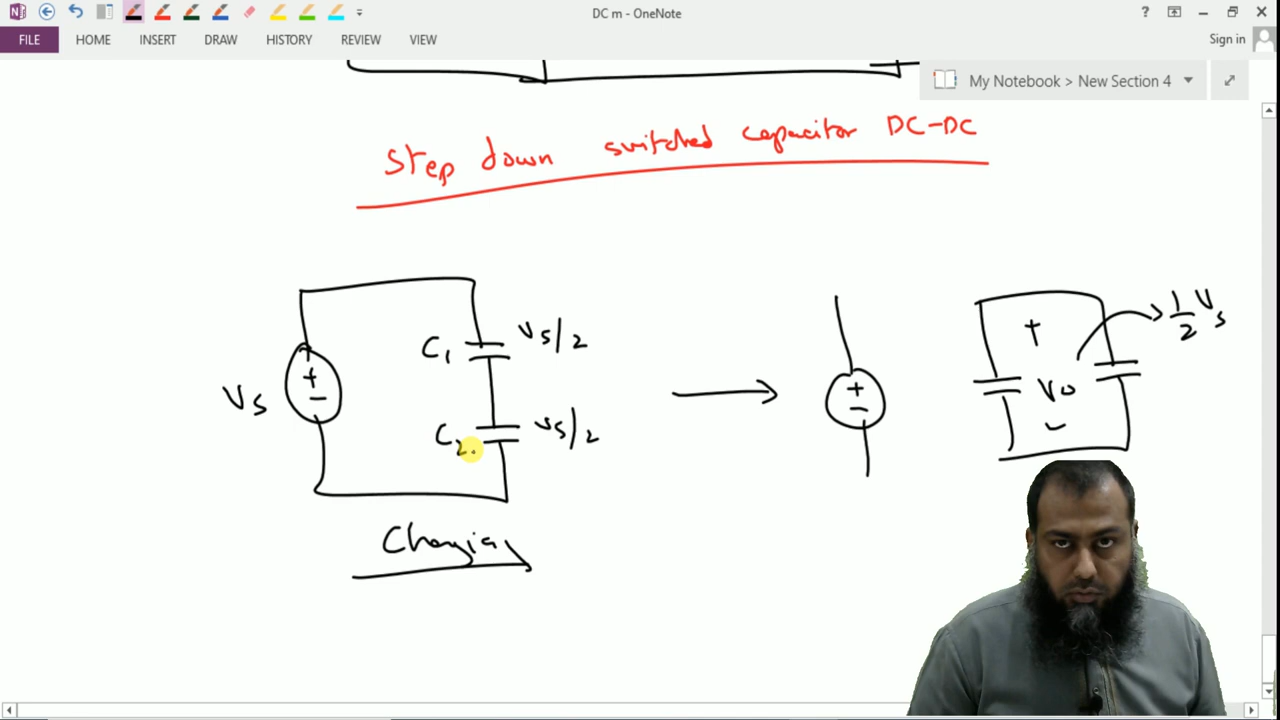 DC m - OneNote
FILE HOME INSERT DRAW HISTORY REVIEW VIEW
Sign in
My Notebook > New Section 4
Step down switched capacitor DC-DC
C1 Vs/2
Vs + -
C2 Vs/2
+ -
+ Vo -
1/2 Vs
Charging